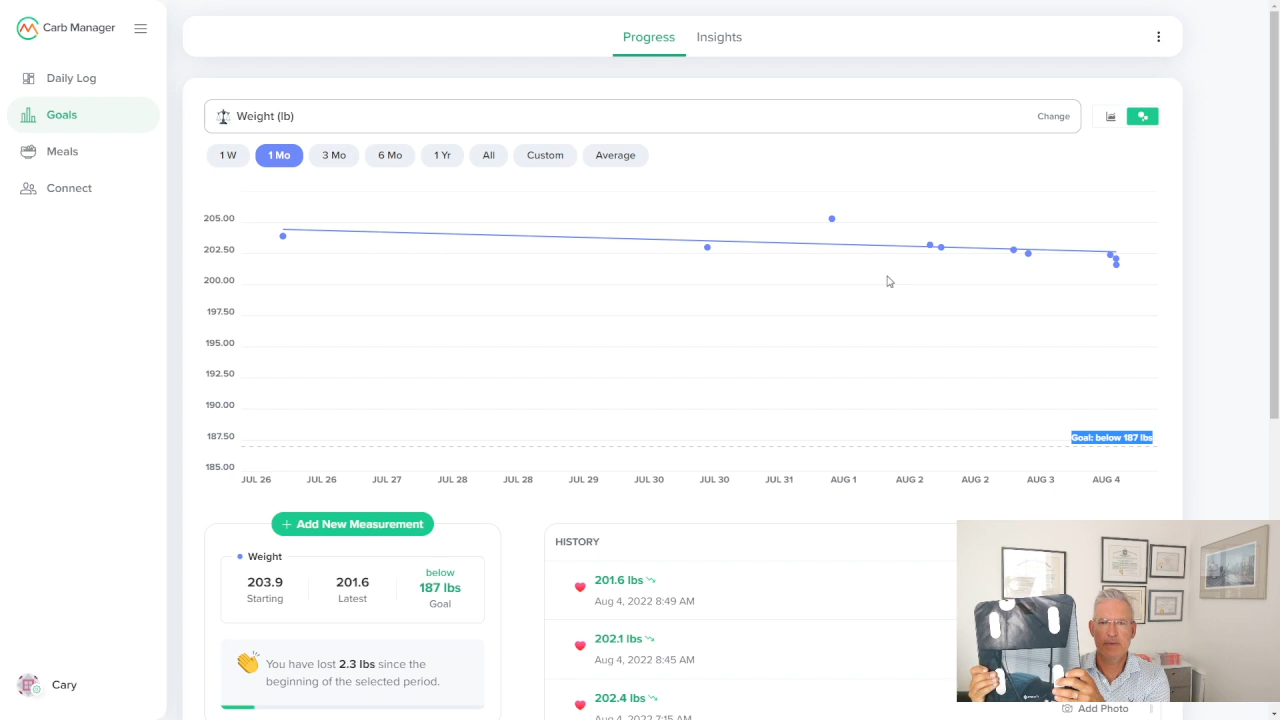 Carb Manager
Progress
Insights
Daily Log
Goals
Meals
Connect
Weight (lb)
Change
1 W
1 Mo
3 Mo
6 Mo
1 Yr
All
Custom
Average
205.00
202.50
200.00
197.50
195.00
192.50
190.00
187.50
185.00
Goal: below 187 lbs
JUL 26
JUL 26
JUL 27
JUL 28
JUL 28
JUL 29
JUL 30
JUL 30
JUL 31
AUG 1
AUG 2
AUG 2
AUG 3
AUG 4
+ Add New Measurement
Weight
203.9
Starting
201.6
Latest
below
187 lbs
Goal
You have lost 2.3 lbs since the
beginning of the selected period.
HISTORY
201.6 lbs
Aug 4, 2022 8:49 AM
202.1 lbs
Aug 4, 2022 8:45 AM
202.4 lbs
Aug 4, 2022 7:15 AM
Add Photo
Cary